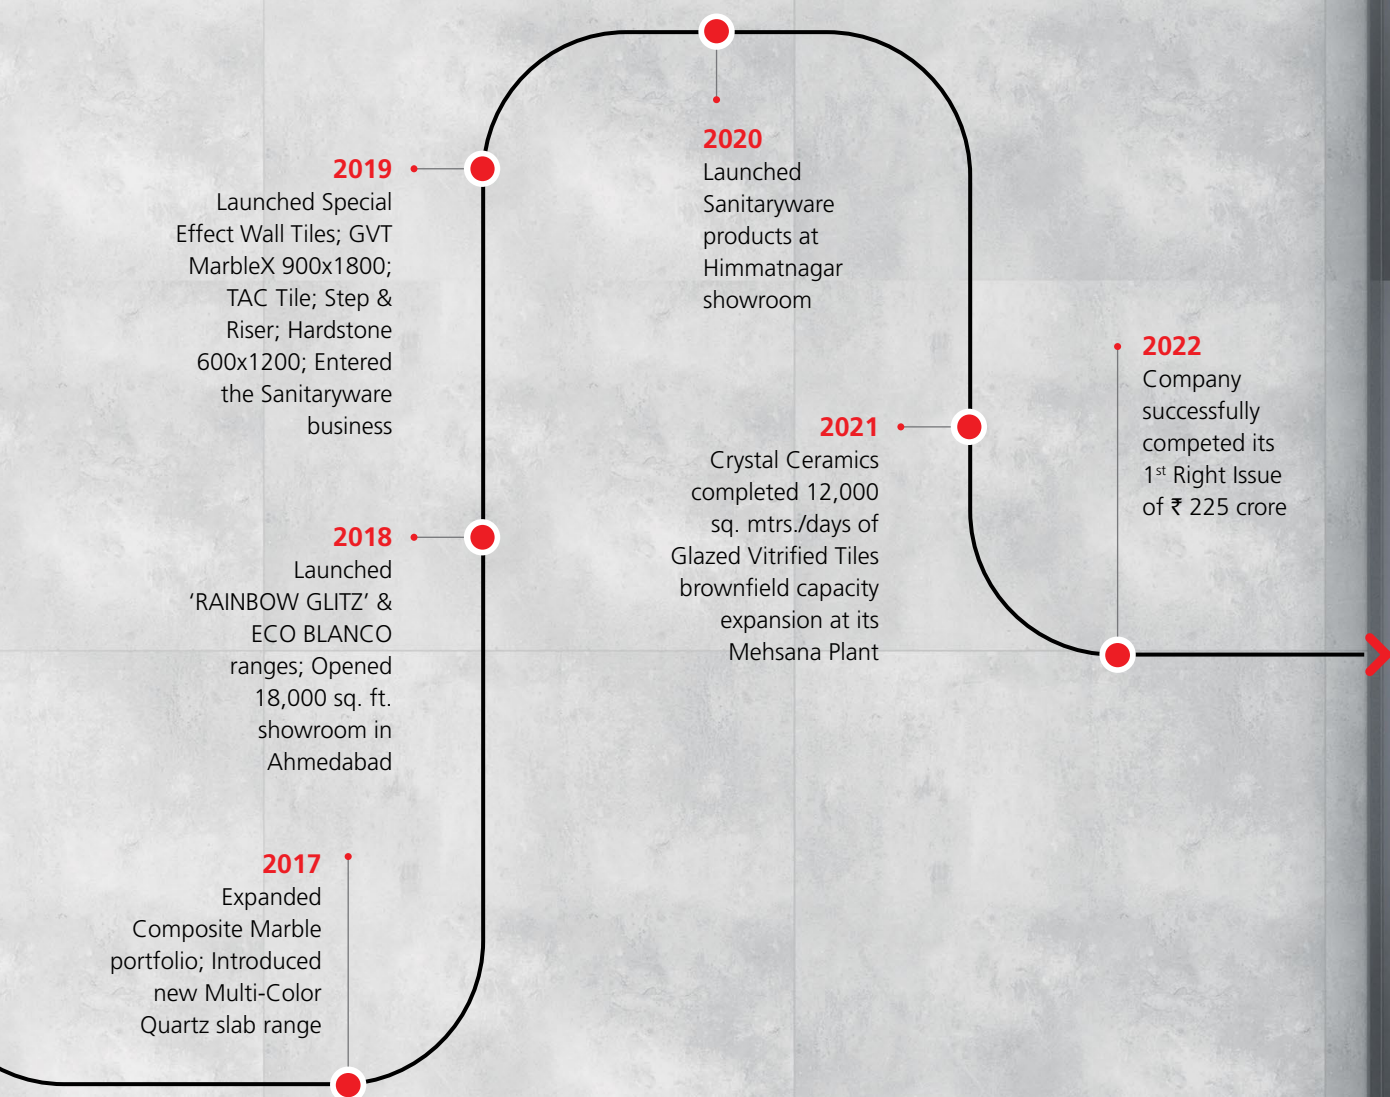 2017
Expanded
Composite Marble
portfolio; Introduced
new Multi-Color
Quartz slab range
2018
Launched
‘RAINBOW GLITZ’ &
ECO BLANCO
ranges; Opened
18,000 sq. ft.
showroom in
Ahmedabad
2019
Launched Special
Effect Wall Tiles; GVT
MarbleX 900x1800;
TAC Tile; Step &
Riser; Hardstone
600x1200; Entered
the Sanitaryware
business
2020
Launched
Sanitaryware
products at
Himmatnagar
showroom
2021
Crystal Ceramics
completed 12,000
sq. mtrs./days of
Glazed Vitrified Tiles
brownfield capacity
expansion at its
Mehsana Plant
2022
Company
successfully
competed its
1st Right Issue
of ₹ 225 crore